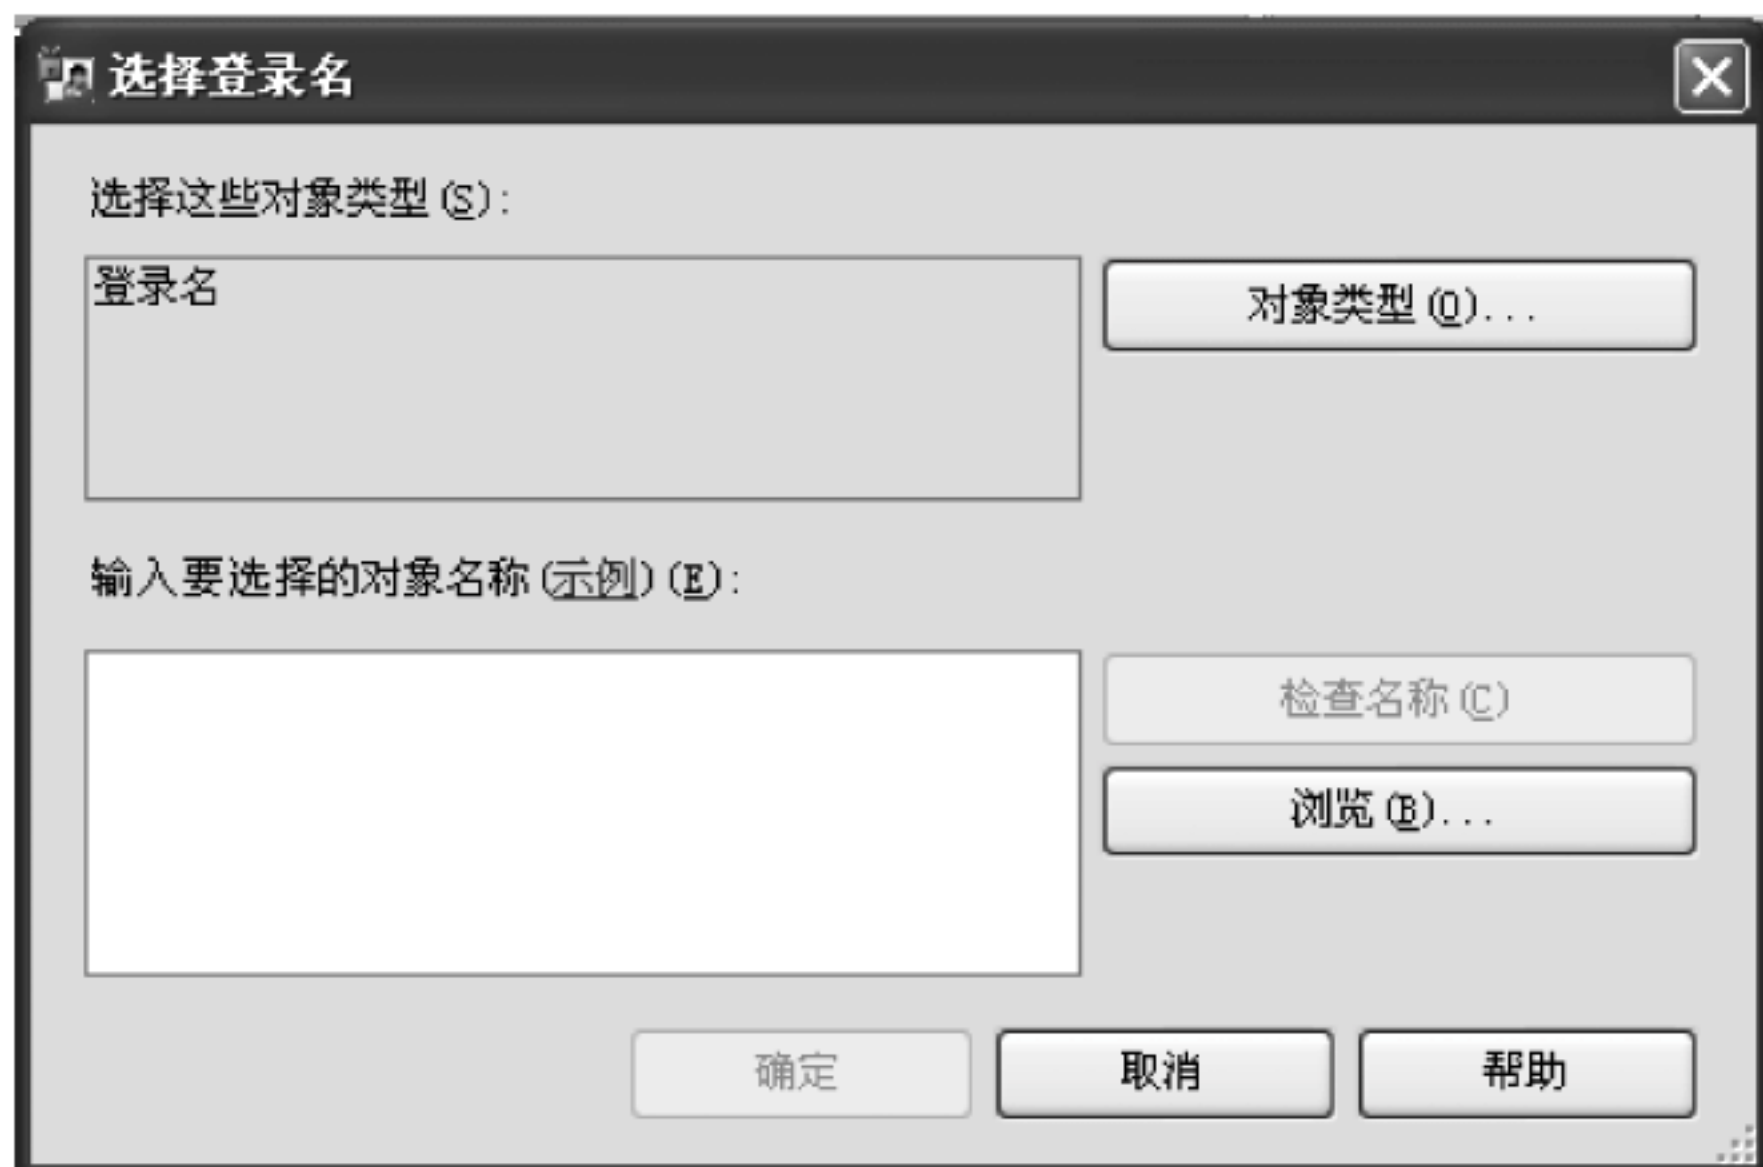 选择登录名
选择这些对象类型(S):
登录名
对象类型(O)...
输入要选择的对象名称(示例)(E):
检查名称(C)
浏览(B)...
确定
取消
帮助